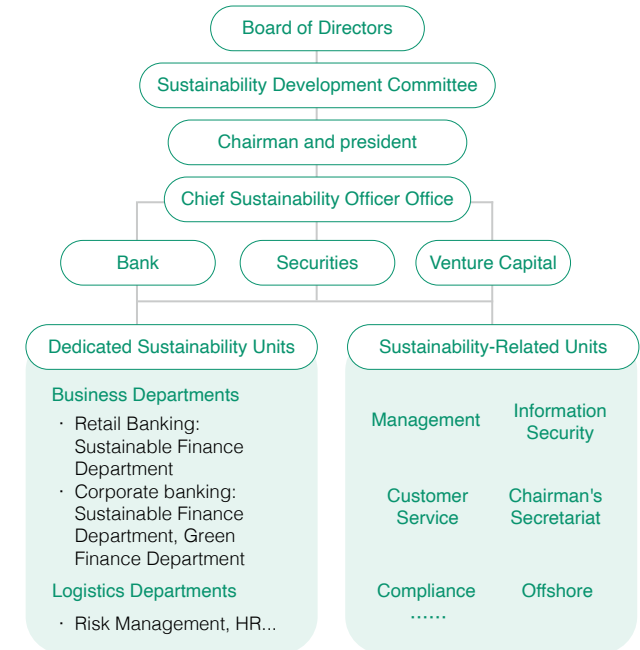 Board of Directors
Sustainability Development Committee
Chairman and president
Chief Sustainability Officer Office
Bank
Securities
Venture Capital
Dedicated Sustainability Units
Business Departments
· Retail Banking:
Sustainable Finance
Department
· Corporate banking:
Sustainable Finance
Department, Green
Finance Department
Logistics Departments
· Risk Management, HR...
Sustainability-Related Units
Management
Information
Security
Customer
Service
Chairman's
Secretariat
Compliance
Offshore
······